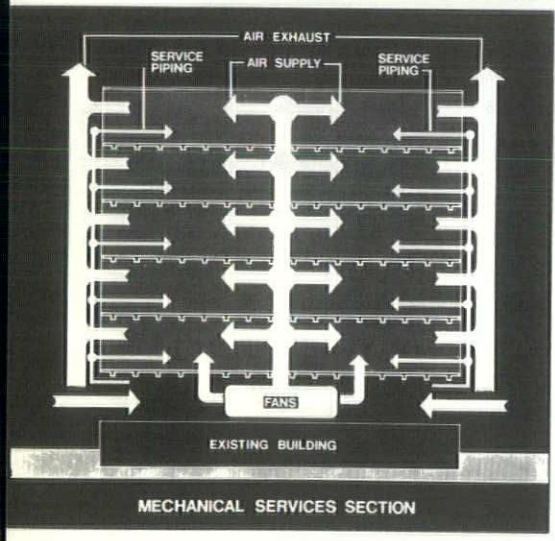 AIR EXHAUST
SERVICE
PIPING
AIR SUPPLY
SERVICE
PIPING
FANS
EXISTING BUILDING
MECHANICAL SERVICES SECTION